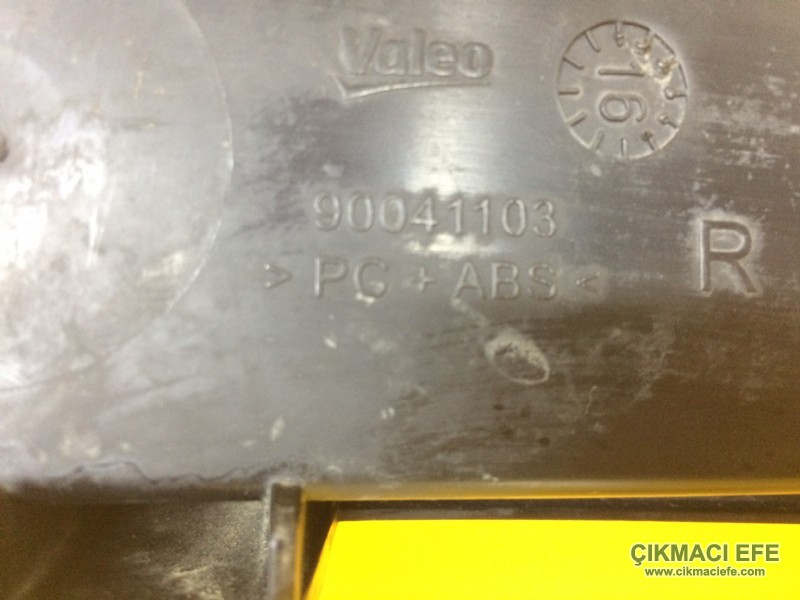 Valeo
16
90041103
> PC + ABS <
R
ÇIKMACI EFE
www.cikmaciefe.com